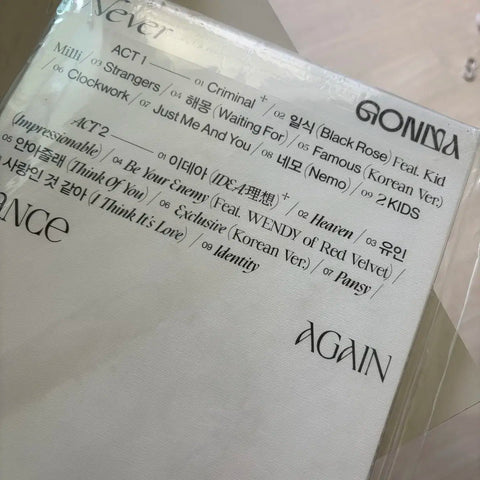 Never
GONNA
ACT 1 —— 01 Criminal + / 02 일식 (Black Rose) Feat. Kid
Milli / 03 Strangers / 04 해몽 (Waiting For) / 05 Famous (Korean Ver.)
/ 06 Clockwork / 07 Just Me And You / 08 네모 (Nemo) / 09 2 KIDS
ACT 2 —— 01 이데아 (IDEA:理想) + / 02 Heaven / 03 유인
(Impressionable) / 04 Be Your Enemy (Feat. WENDY of Red Velvet) /
05 안아줄래 (Think Of You) / 06 Exclusive (Korean Ver.) / 07 Pansy /
사랑인 것 같아 (I Think It's Love) / 09 Identity
ANCE
AGAIN